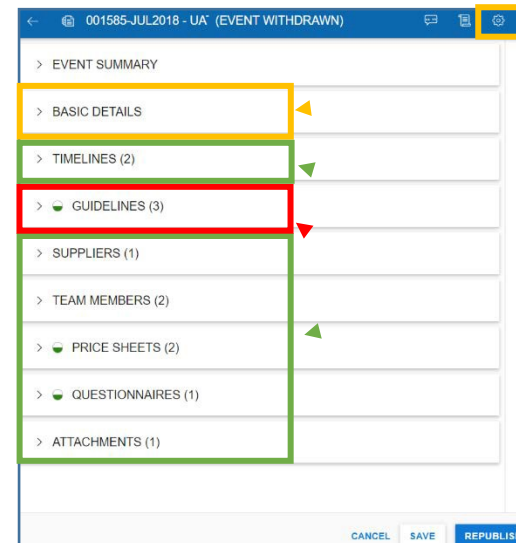 001585-JUL2018 - UA (EVENT WITHDRAWN)
EVENT SUMMARY
BASIC DETAILS
TIMELINES (2)
GUIDELINES (3)
SUPPLIERS (1)
TEAM MEMBERS (2)
PRICE SHEETS (2)
QUESTIONNAIRES (1)
ATTACHMENTS (1)
CANCEL SAVE REPUBLIS